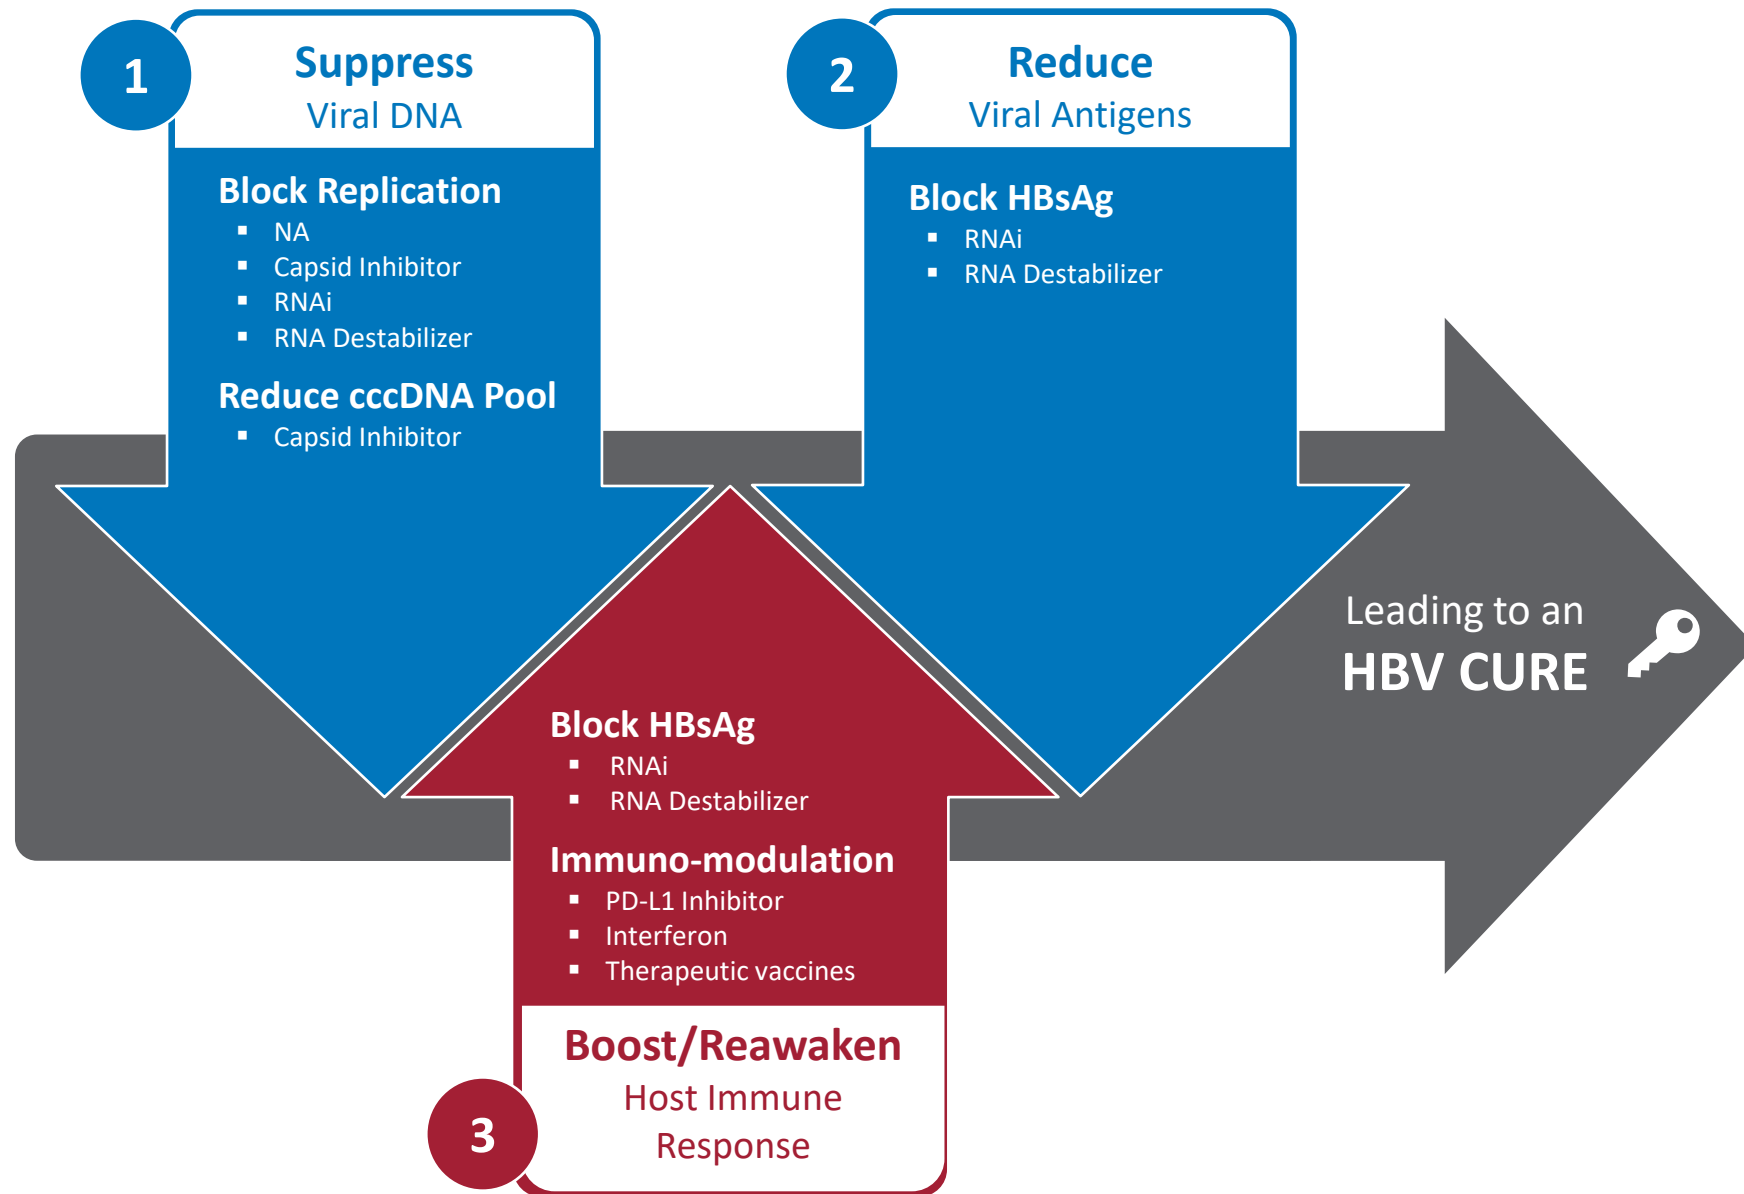 1
Suppress
Viral DNA
Block Replication
▪ NA
▪ Capsid Inhibitor
▪ RNAi
▪ RNA Destabilizer
Reduce cccDNA Pool
▪ Capsid Inhibitor
2
Reduce
Viral Antigens
Block HBsAg
▪ RNAi
▪ RNA Destabilizer
Block HBsAg
▪ RNAi
▪ RNA Destabilizer
Immuno-modulation
▪ PD-L1 Inhibitor
▪ Interferon
▪ Therapeutic vaccines
3
Boost/Reawaken
Host Immune
Response
Leading to an
HBV CURE